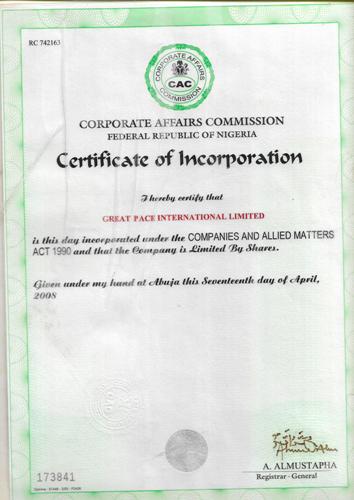 RC 742163
CORPORATE AFFAIRS
CAC
COMMISSION
CORPORATE AFFAIRS COMMISSION
FEDERAL REPUBLIC OF NIGERIA
Certificate of Incorporation
I hereby certify that
GREAT PACE INTERNATIONAL LIMITED
is this day incorporated under the COMPANIES AND ALLIED MATTERS
ACT 1990 and that the Company is Limited By Shares.
Given under my hand at Abuja this Seventeenth day of April,
2008
A. ALMUSTAPHA
Registrar - General
173841